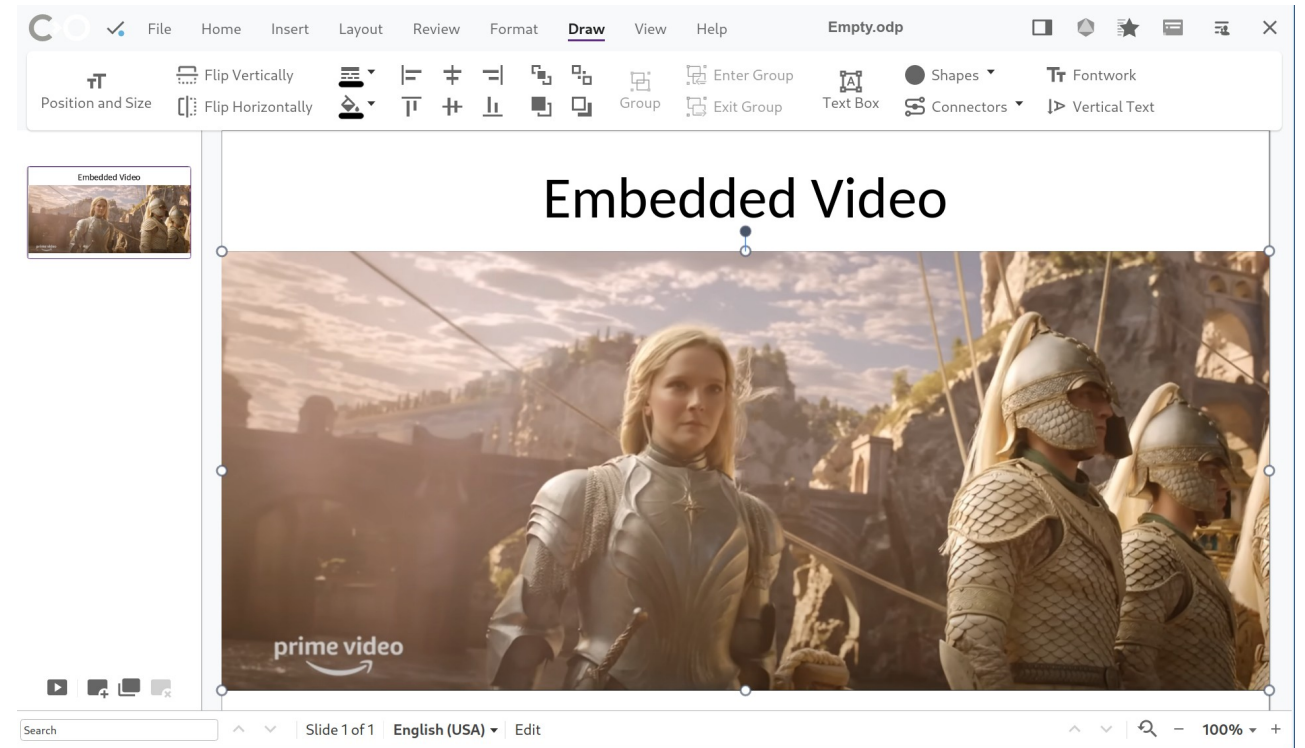 File Home Insert Layout Review Format Draw View Help Empty.odp
Position and Size
Flip Vertically
Flip Horizontally
Group
Enter Group
Exit Group
Text Box
Shapes
Connectors
Fontwork
Vertical Text
Embedded Video
Embedded Video
prime video
Search Slide 1 of 1 English (USA) Edit 100%